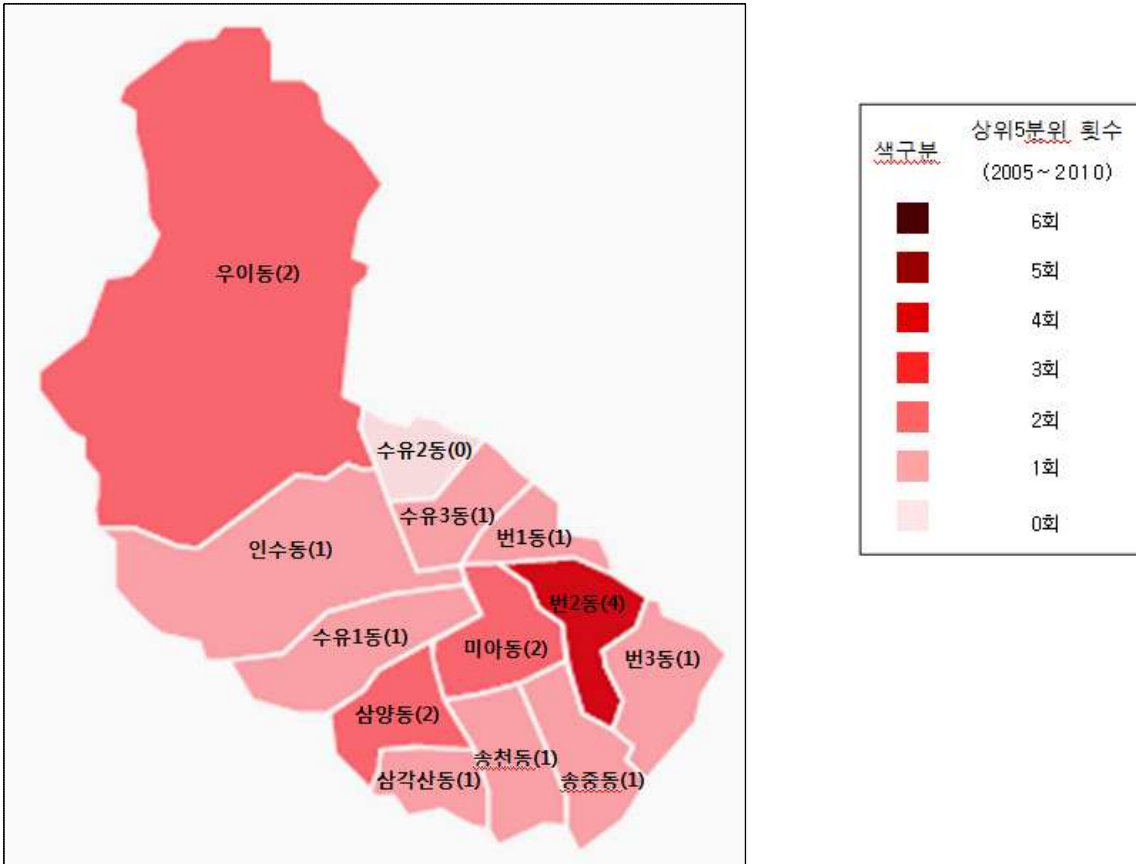 우이동(2)
수유2동(0)
수유3동(1)
번1동(1)
인수동(1)
번2동(4)
수유1동(1)
미아동(2)
번3동(1)
삼양동(2)
송천동(1)
삼각산동(1)
송중동(1)
색구분
상위5분위 횟수
(2005~2010)
6회
5회
4회
3회
2회
1회
0회